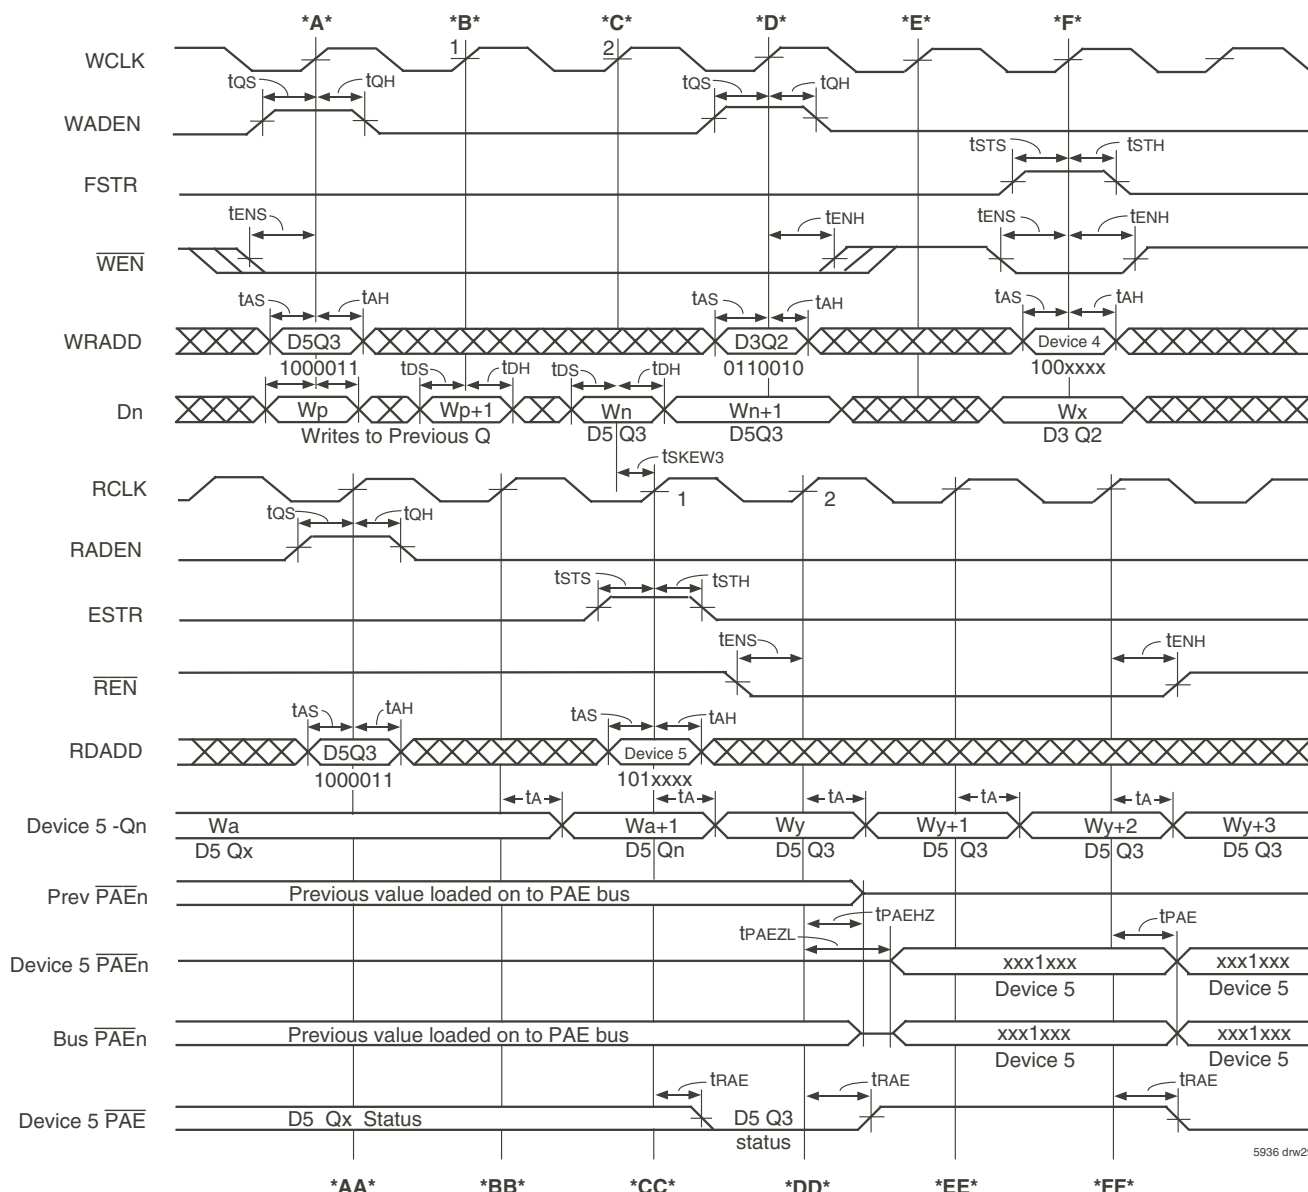 *A* *B* *C* *D* *E* *F*
WCLK 1 2
tQS tQH tQS tQH
WADEN
tSTS tSTH
FSTR
tENS tENH tENS tENH
WEN
tAS tAH tAS tAH tAS tAH
WRADD D5Q3 D3Q2 Device 4
1000011 0110010 100xxxx
tDS tDH tDS tDH
Dn Wp Wp+1 Wn Wn+1 Wx
Writes to Previous Q D5 Q3 D5Q3 D3 Q2
tSKEW3
RCLK 1 2
tQS tQH
RADEN
tSTS tSTH
ESTR
tENS tENH
REN
tAS tAH tAS tAH
RDADD D5Q3 Device 5
1000011 101xxxx
tA tA tA tA tA
Device 5 -Qn Wa Wa+1 Wy Wy+1 Wy+2 Wy+3
D5 Qx D5 Qn D5 Q3 D5 Q3 D5 Q3 D5 Q3
Prev PAEn Previous value loaded on to PAE bus
tPAEHZ tPAE
tPAEZL
Device 5 PAEn xxx1xxx xxx1xxx
Device 5 Device 5
Bus PAEn Previous value loaded on to PAE bus xxx1xxx xxx1xxx
Device 5 Device 5
tRAE tRAE tRAE
Device 5 PAE D5 Qx Status D5 Q3
status
*AA* *BB* *CC* *DD* *EE* *FF*